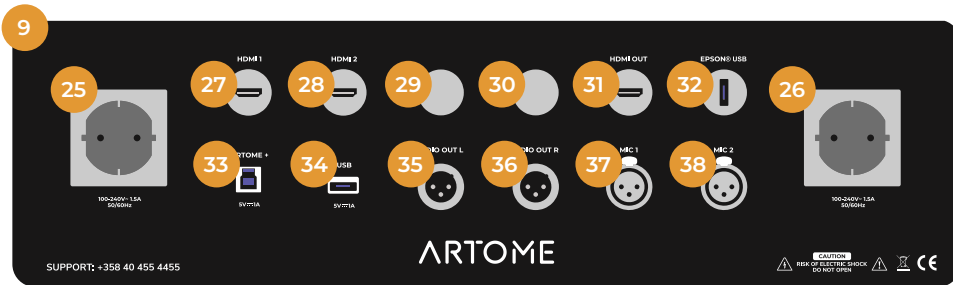 9
HDMI 1
HDMI 2
HDMI OUT
EPSON® USB
25
27
28
29
30
31
32
26
ARTOME +
USB
AUDIO OUT L
AUDIO OUT R
MIC 1
MIC 2
33
34
35
36
37
38
100-240V~ 1.5A
50/60Hz
5V⎓1A
5V⎓1A
100-240V~ 1.5A
50/60Hz
ARTOME
SUPPORT: +358 40 455 4455
CAUTION
RISK OF ELECTRIC SHOCK
DO NOT OPEN
CE